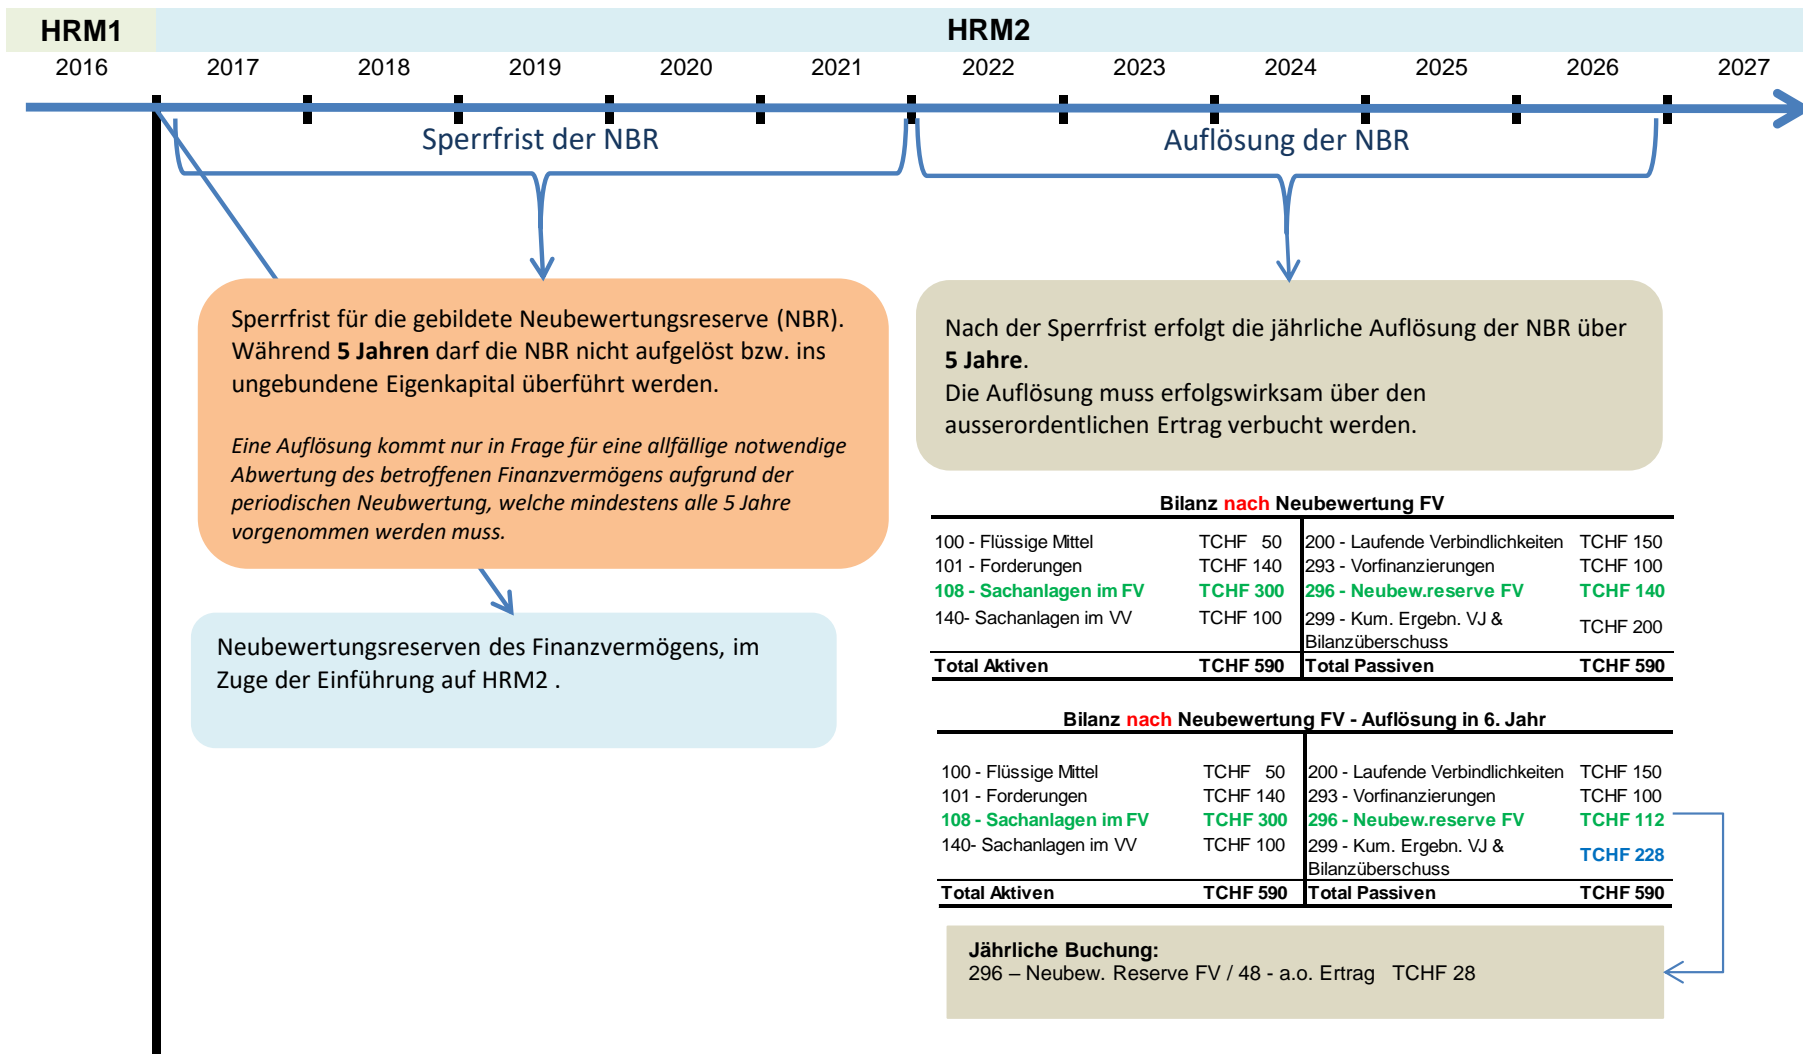 HRM1 HRM2
2016 2017 2018 2019 2020 2021 2022 2023 2024 2025 2026 2027
Sperrfrist der NBR
Auflösung der NBR
Sperrfrist für die gebildete Neubewertungsreserve (NBR).
Während 5 Jahren darf die NBR nicht aufgelöst bzw. ins
ungebundene Eigenkapital überführt werden.
Eine Auflösung kommt nur in Frage für eine allfällige notwendige
Abwertung des betroffenen Finanzvermögens aufgrund der
periodischen Neubwertung, welche mindestens alle 5 Jahre
vorgenommen werden muss.
Neubewertungsreserven des Finanzvermögens, im
Zuge der Einführung auf HRM2 .
Nach der Sperrfrist erfolgt die jährliche Auflösung der NBR über
5 Jahre.
Die Auflösung muss erfolgswirksam über den
ausserordentlichen Ertrag verbucht werden.
Bilanz nach Neubewertung FV
100 - Flüssige Mittel TCHF 50 200 - Laufende Verbindlichkeiten TCHF 150
101 - Forderungen TCHF 140 293 - Vorfinanzierungen TCHF 100
108 - Sachanlagen im FV TCHF 300 296 - Neubew.reserve FV TCHF 140
140- Sachanlagen im VV TCHF 100 299 - Kum. Ergebn. VJ &
Bilanzüberschuss TCHF 200
Total Aktiven TCHF 590 Total Passiven TCHF 590
Bilanz nach Neubewertung FV - Auflösung in 6. Jahr
100 - Flüssige Mittel TCHF 50 200 - Laufende Verbindlichkeiten TCHF 150
101 - Forderungen TCHF 140 293 - Vorfinanzierungen TCHF 100
108 - Sachanlagen im FV TCHF 300 296 - Neubew.reserve FV TCHF 112
140- Sachanlagen im VV TCHF 100 299 - Kum. Ergebn. VJ &
Bilanzüberschuss TCHF 228
Total Aktiven TCHF 590 Total Passiven TCHF 590
Jährliche Buchung:
296 – Neubew. Reserve FV / 48 - a.o. Ertrag TCHF 28